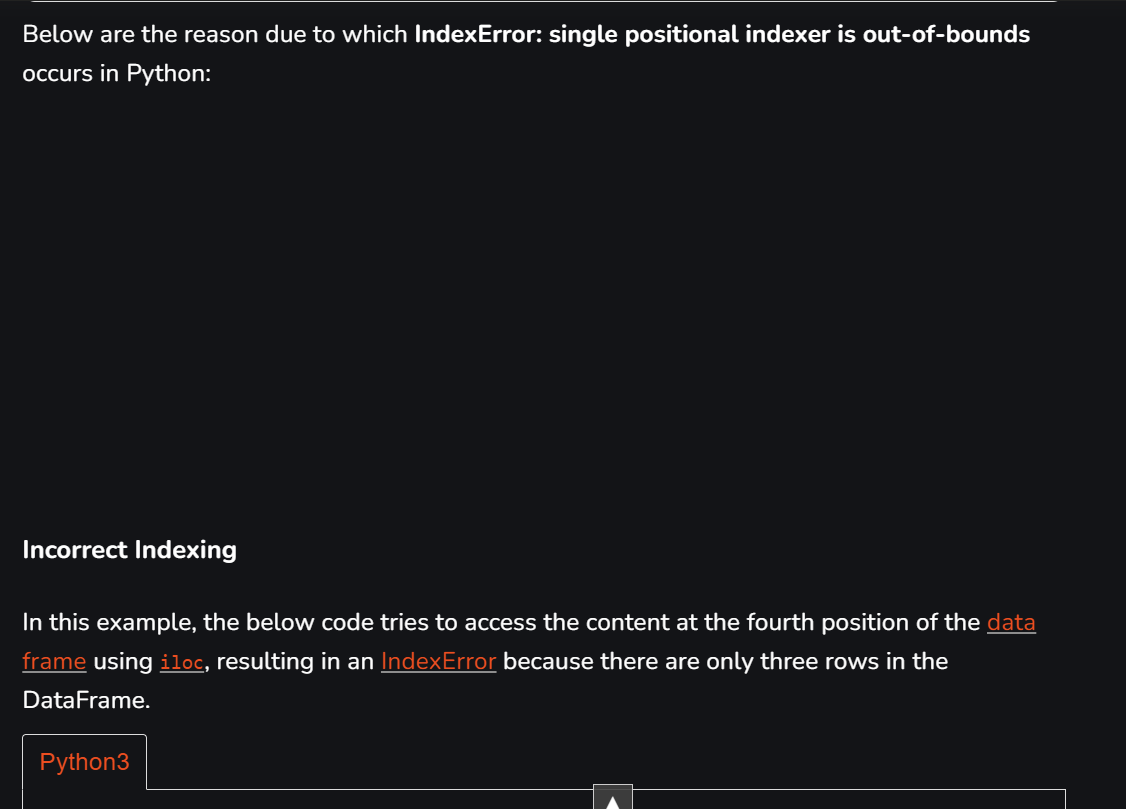 Below are the reason due to which IndexError: single positional indexer is out-of-bounds
occurs in Python:
Incorrect Indexing
In this example, the below code tries to access the content at the fourth position of the data
frame using iloc, resulting in an IndexError because there are only three rows in the
DataFrame.
Python3